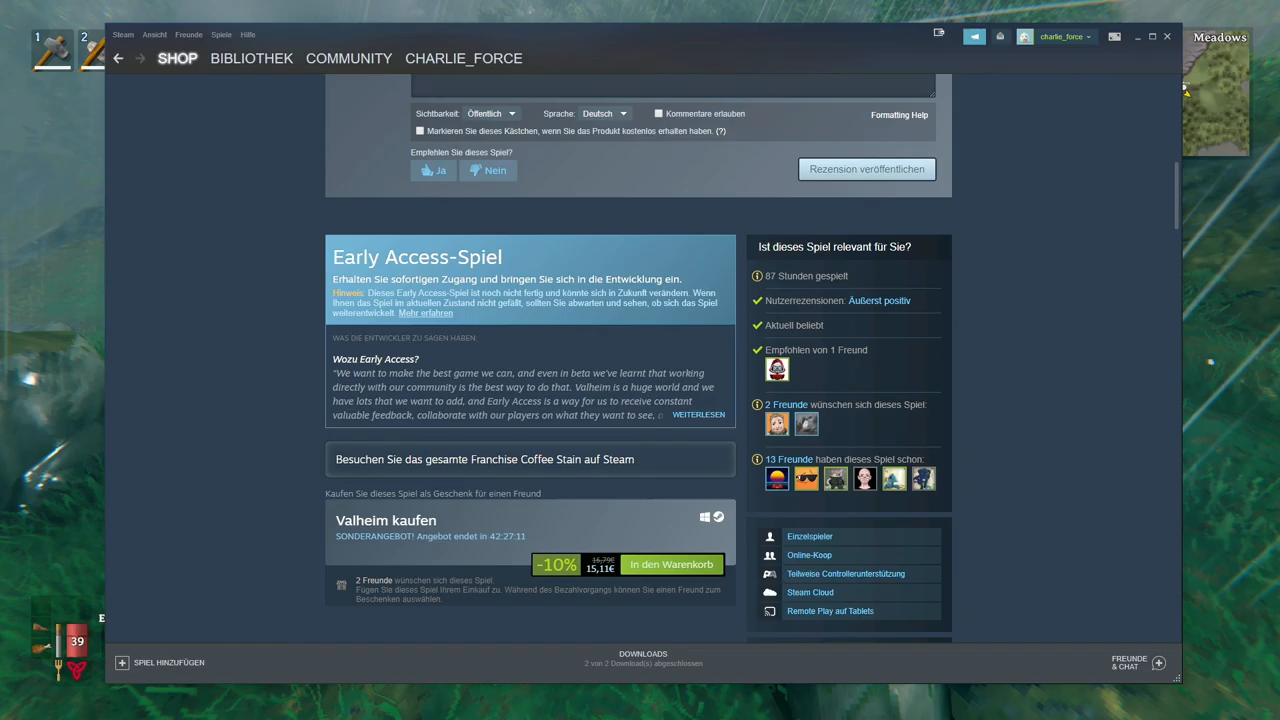 1
2
Meadows
Steam Ansicht Freunde Spiele Hilfe
charlie_force
SHOP BIBLIOTHEK COMMUNITY CHARLIE_FORCE
Sichtbarkeit: Öffentlich Sprache: Deutsch Kommentare erlauben Formatting Help
Markieren Sie dieses Kästchen, wenn Sie das Produkt kostenlos erhalten haben. (?)
Empfehlen Sie dieses Spiel?
Ja Nein Rezension veröffentlichen
Early Access-Spiel
Erhalten Sie sofortigen Zugang und bringen Sie sich in die Entwicklung ein.
Hinweis: Dieses Early Access-Spiel ist noch nicht fertig und könnte sich in Zukunft verändern. Wenn
Ihnen das Spiel im aktuellen Zustand nicht gefällt, sollten Sie abwarten und sehen, ob sich das Spiel
weiterentwickelt. Mehr erfahren
WAS DIE ENTWICKLER ZU SAGEN HABEN:
Wozu Early Access?
"We want to make the best game we can, and even in beta we've learnt that working
directly with our community is the best way to do that. Valheim is a huge world and we
have lots that we want to add, and Early Access is a way for us to receive constant
valuable feedback, collaborate with our players on what they want to see, WEITERLESEN
Besuchen Sie das gesamte Franchise Coffee Stain auf Steam
Kaufen Sie dieses Spiel als Geschenk für einen Freund
Valheim kaufen
SONDERANGEBOT! Angebot endet in 42:27:11
-10% 16,79€ 15,11€ In den Warenkorb
2 Freunde wünschen sich dieses Spiel.
Fügen Sie dieses Spiel Ihrem Einkauf zu. Während des Bezahlvorgangs können Sie einen Freund zum
Beschenken auswählen.
Ist dieses Spiel relevant für Sie?
87 Stunden gespielt
Nutzerrezensionen: Äußerst positiv
Aktuell beliebt
Empfohlen von 1 Freund
2 Freunde wünschen sich dieses Spiel:
13 Freunde haben dieses Spiel schon:
Einzelspieler
Online-Koop
Teilweise Controllerunterstützung
Steam Cloud
Remote Play auf Tablets
39
SPIEL HINZUFÜGEN
DOWNLOADS
2 von 2 Download(s) abgeschlossen
FREUNDE
& CHAT